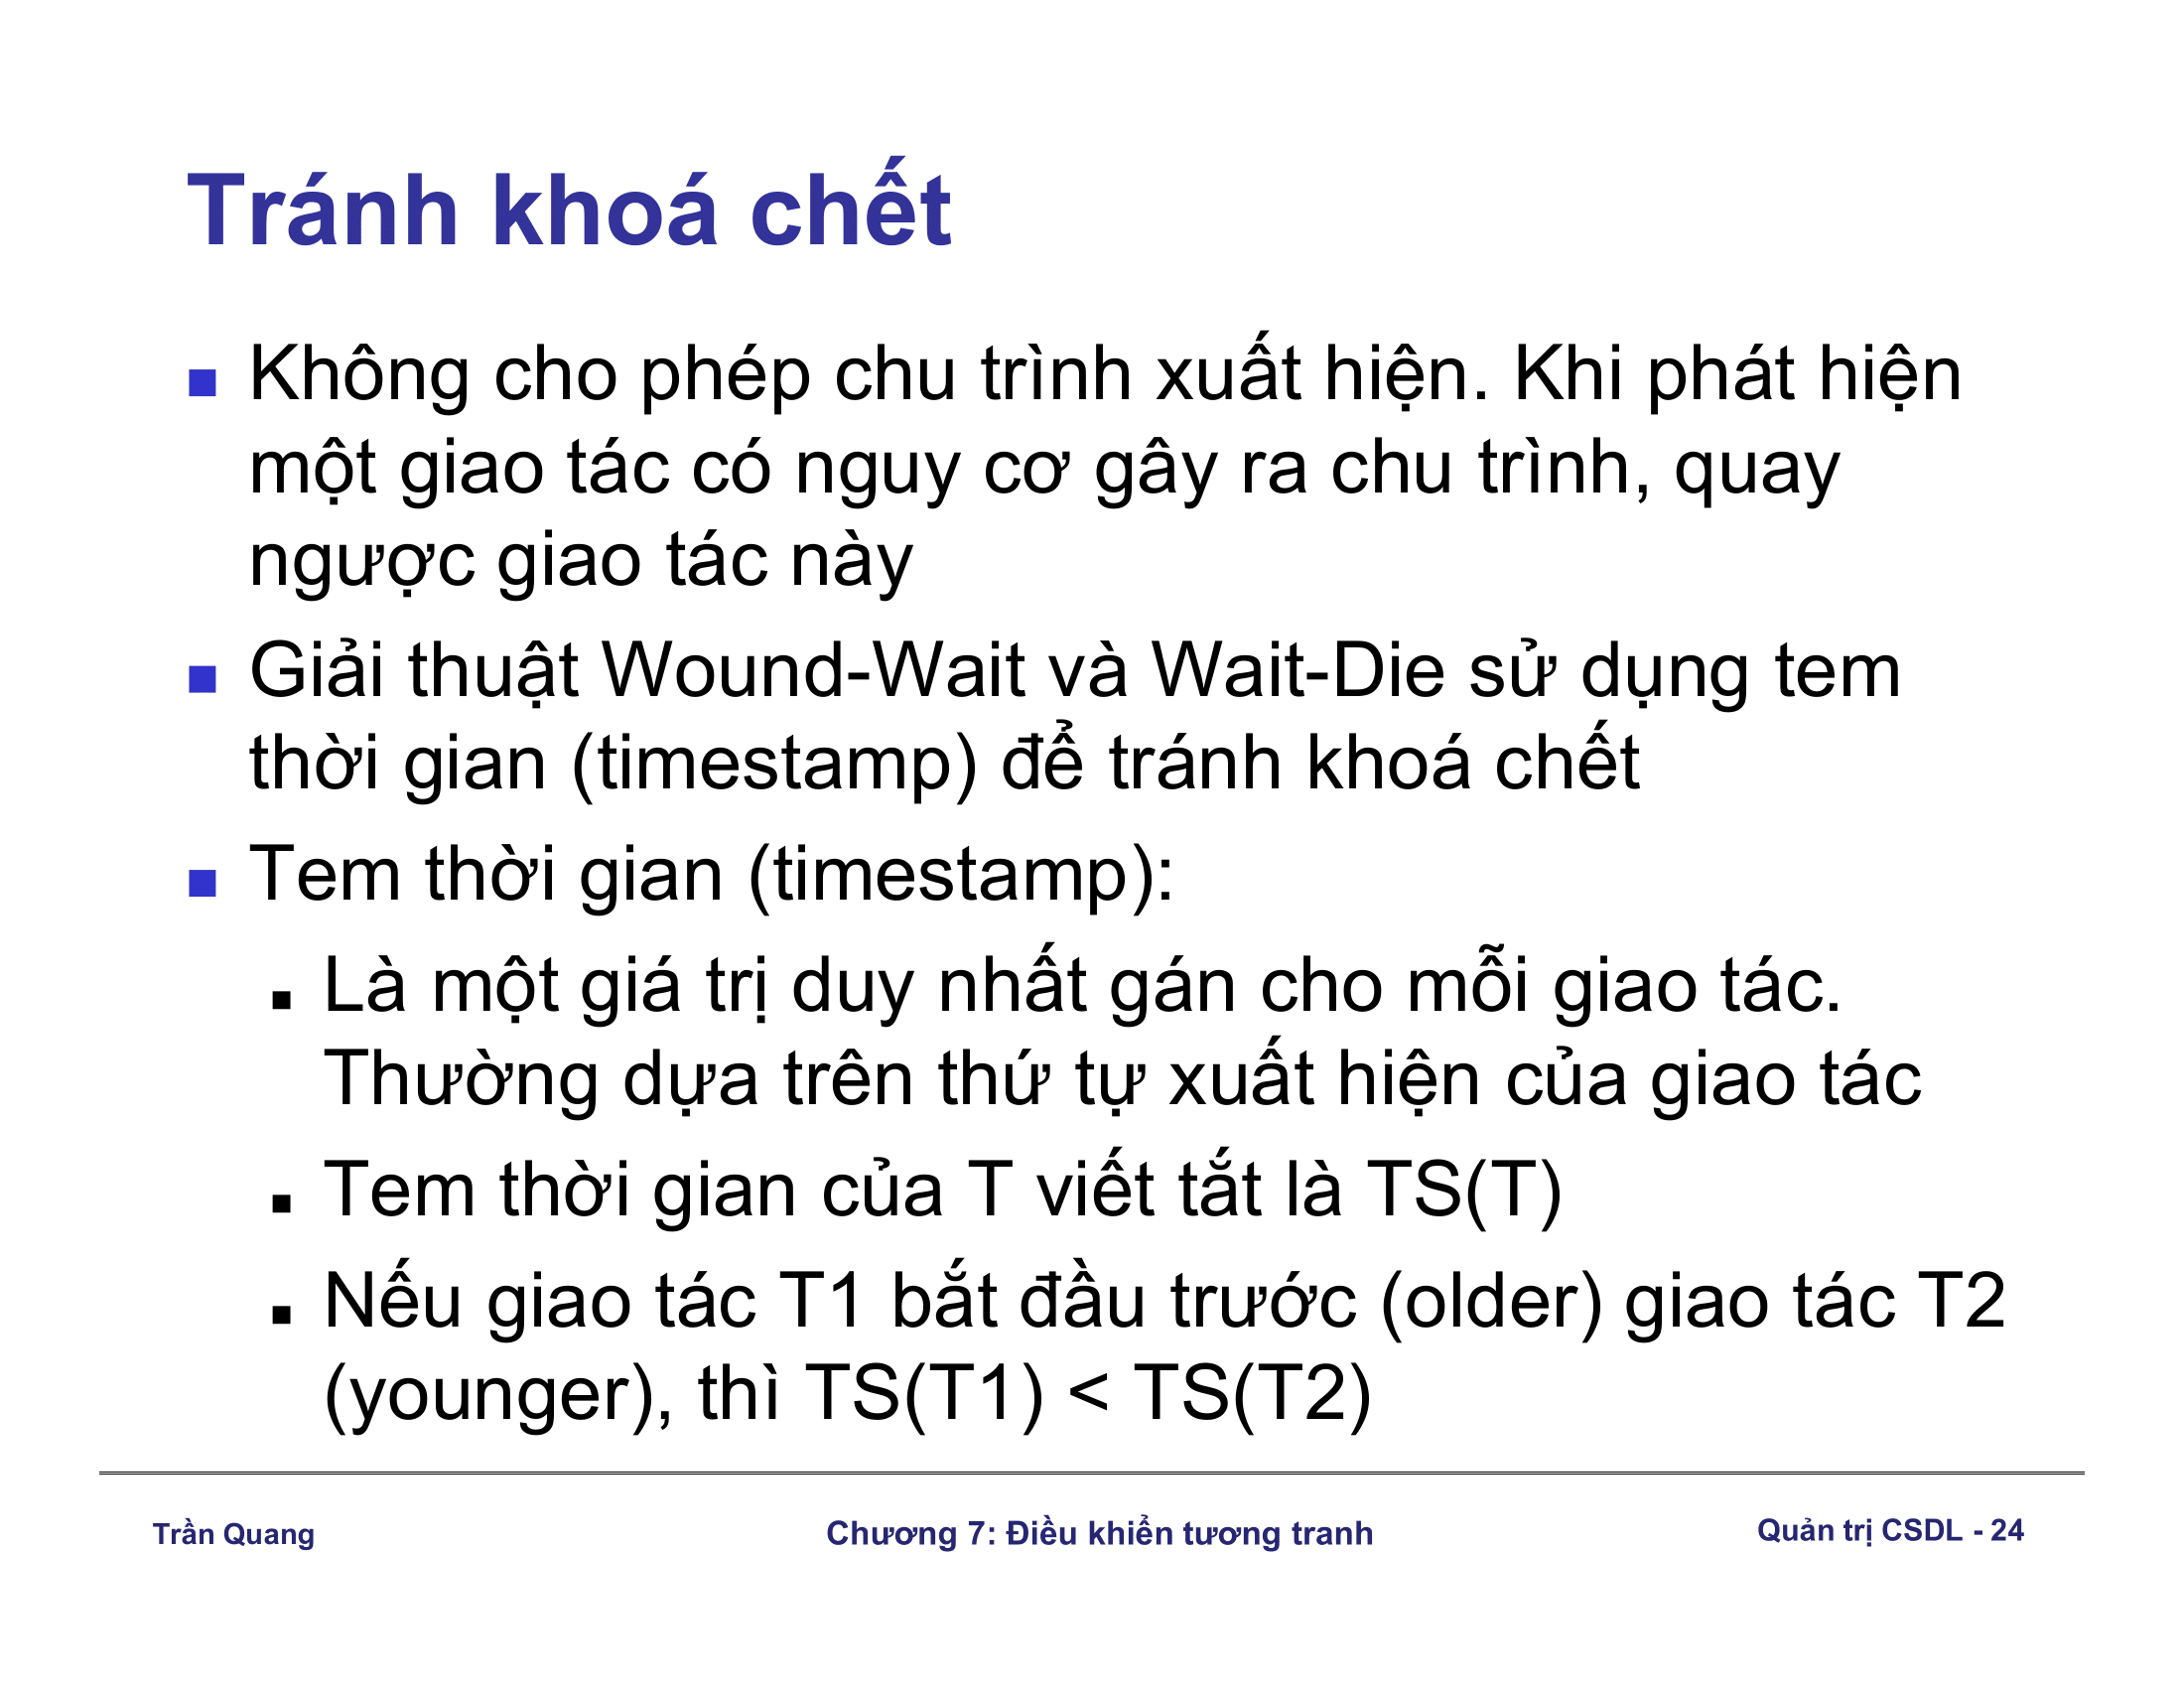 Tránh khoá chết
Không cho phép chu trình xuất hiện. Khi phát hiện
một giao tác có nguy cơ gây ra chu trình, quay
ngược giao tác này
Giải thuật Wound-Wait và Wait-Die sử dụng tem
thời gian (timestamp) để tránh khoá chết
Tem thời gian (timestamp):
Là một giá trị duy nhất gán cho mỗi giao tác.
Thường dựa trên thứ tự xuất hiện của giao tác
Tem thời gian của T viết tắt là TS(T)
Nếu giao tác T1 bắt đầu trước (older) giao tác T2
(younger), thì TS(T1) < TS(T2)
Trần Quang
Chương 7: Điều khiển tương tranh
Quản trị CSDL - 24